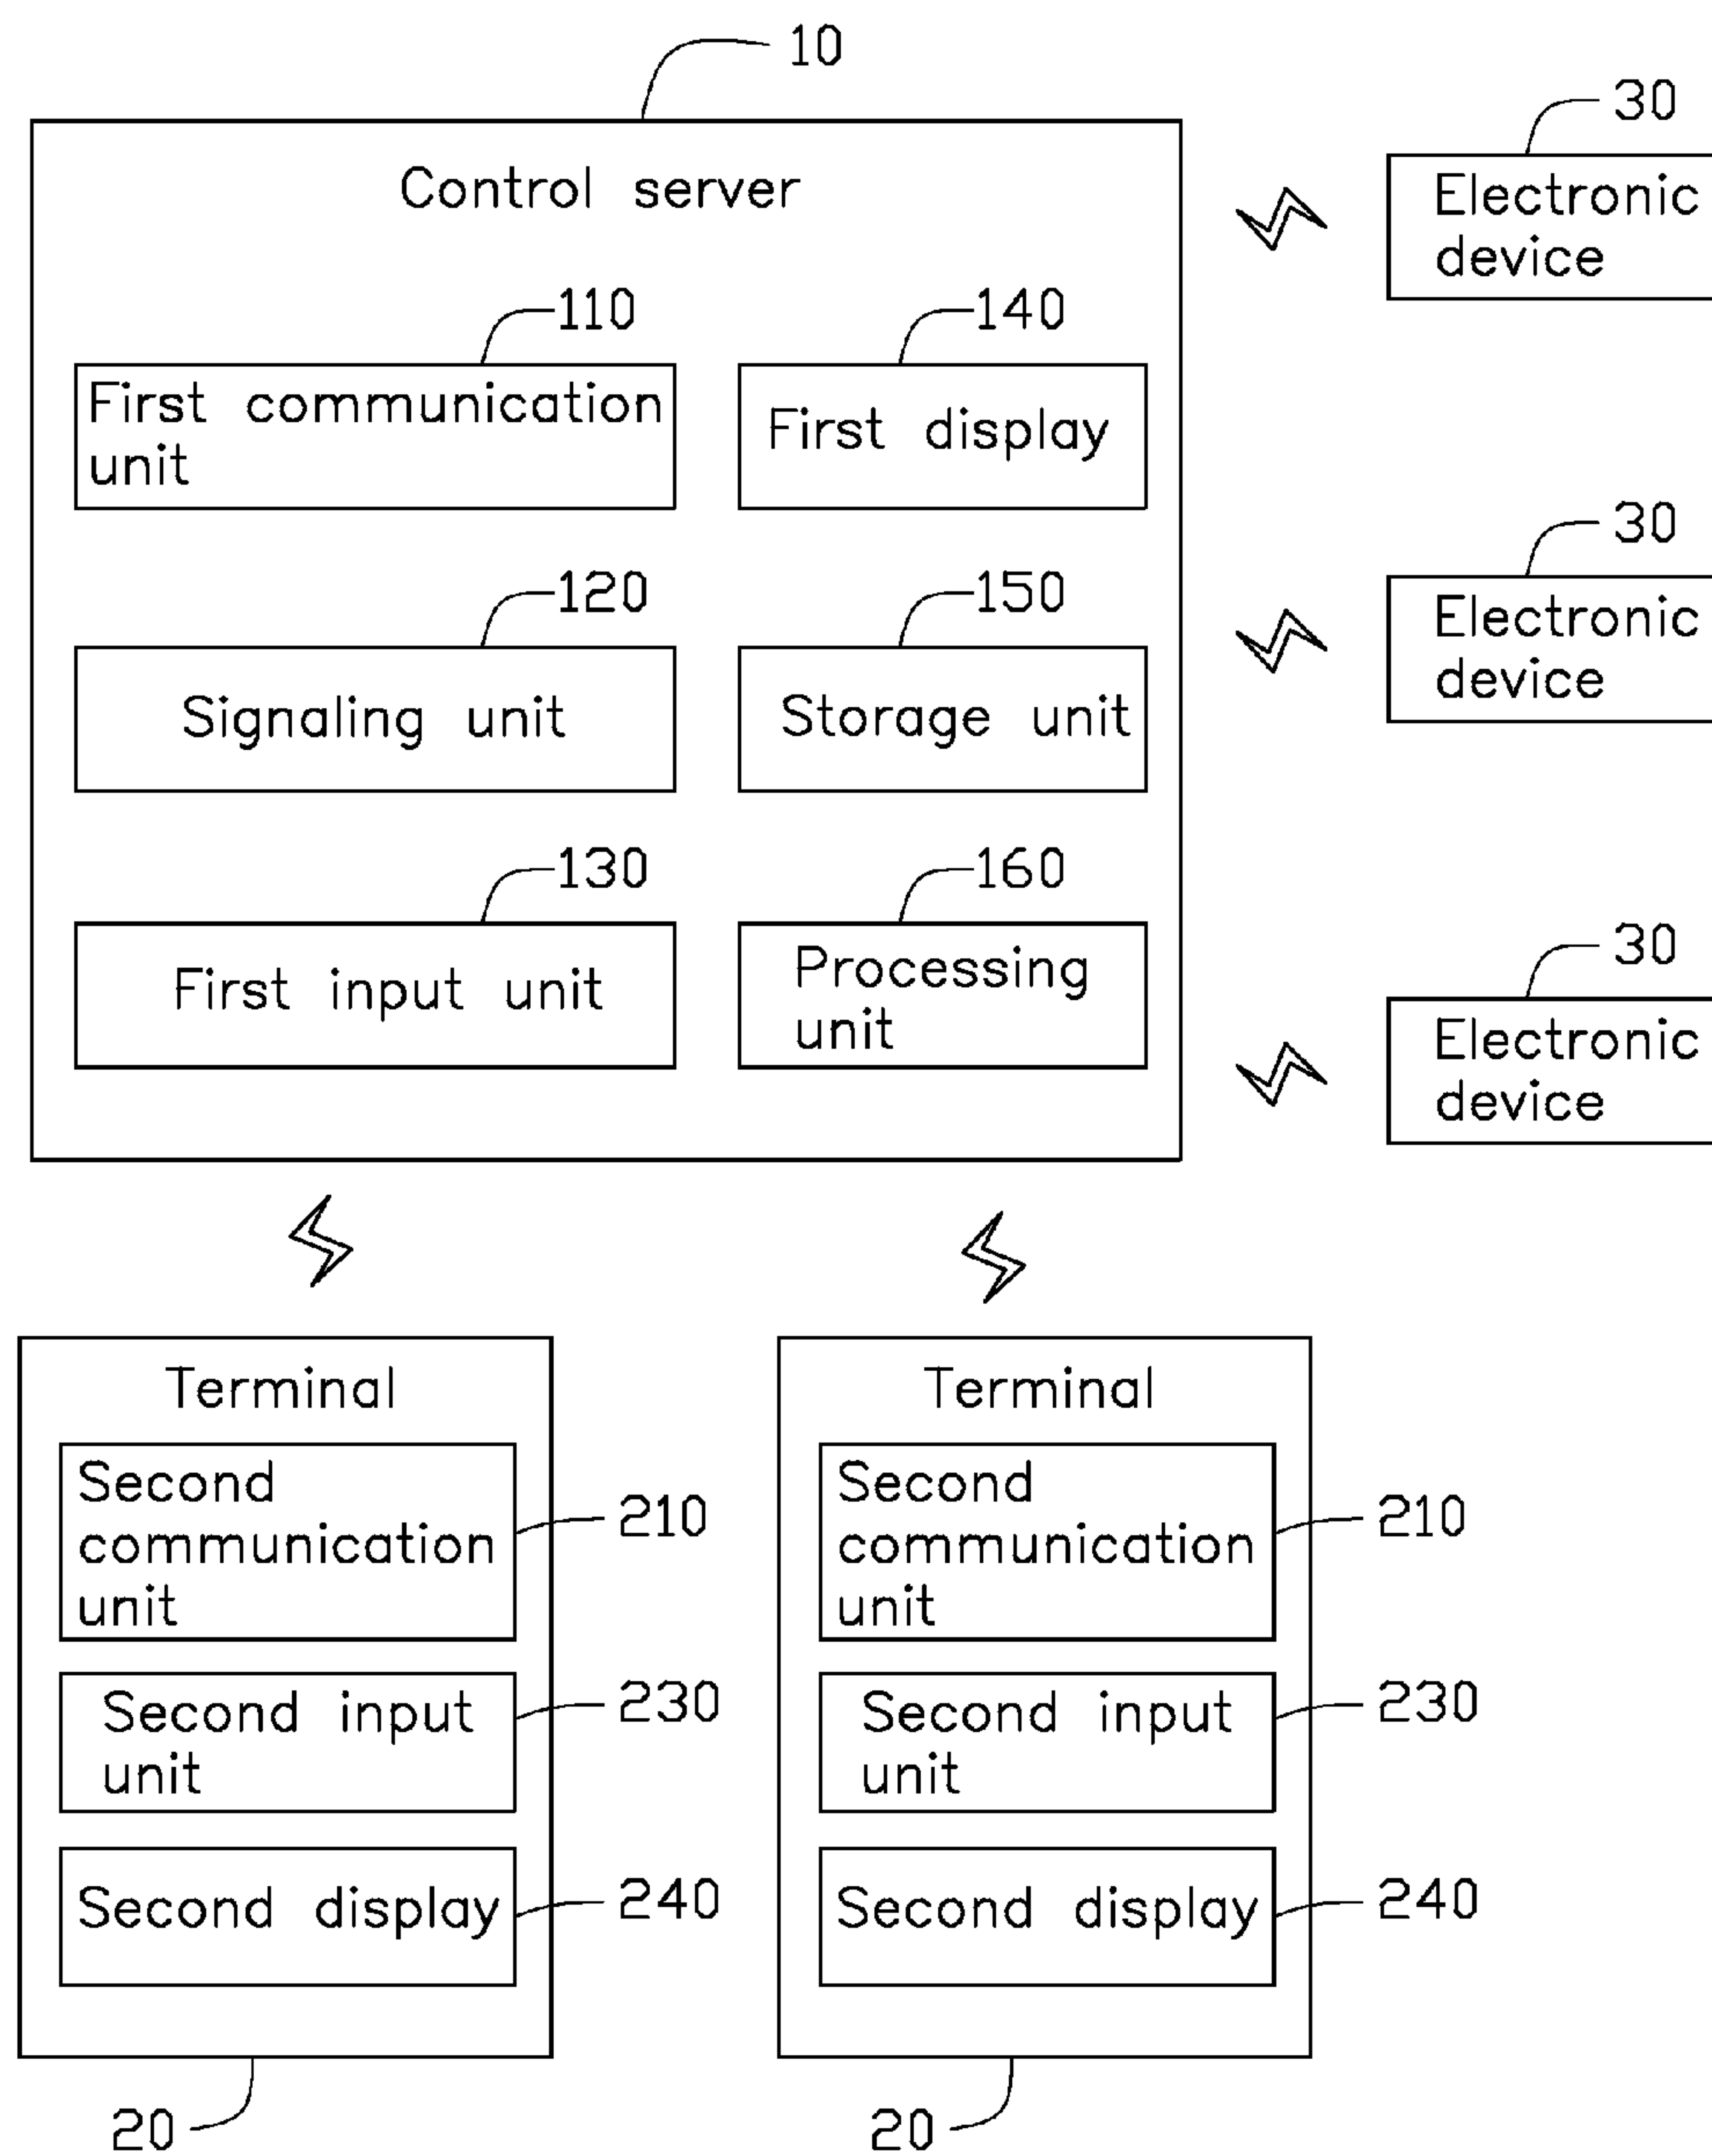 10
Control server
110
First communication
unit
140
First display
120
Signaling unit
150
Storage unit
130
First input unit
160
Processing
unit
30
Electronic
device
30
Electronic
device
30
Electronic
device
Terminal
Second
communication
unit
210
Second input
unit
230
Second display
240
20
Terminal
Second
communication
unit
210
Second input
unit
230
Second display
240
20